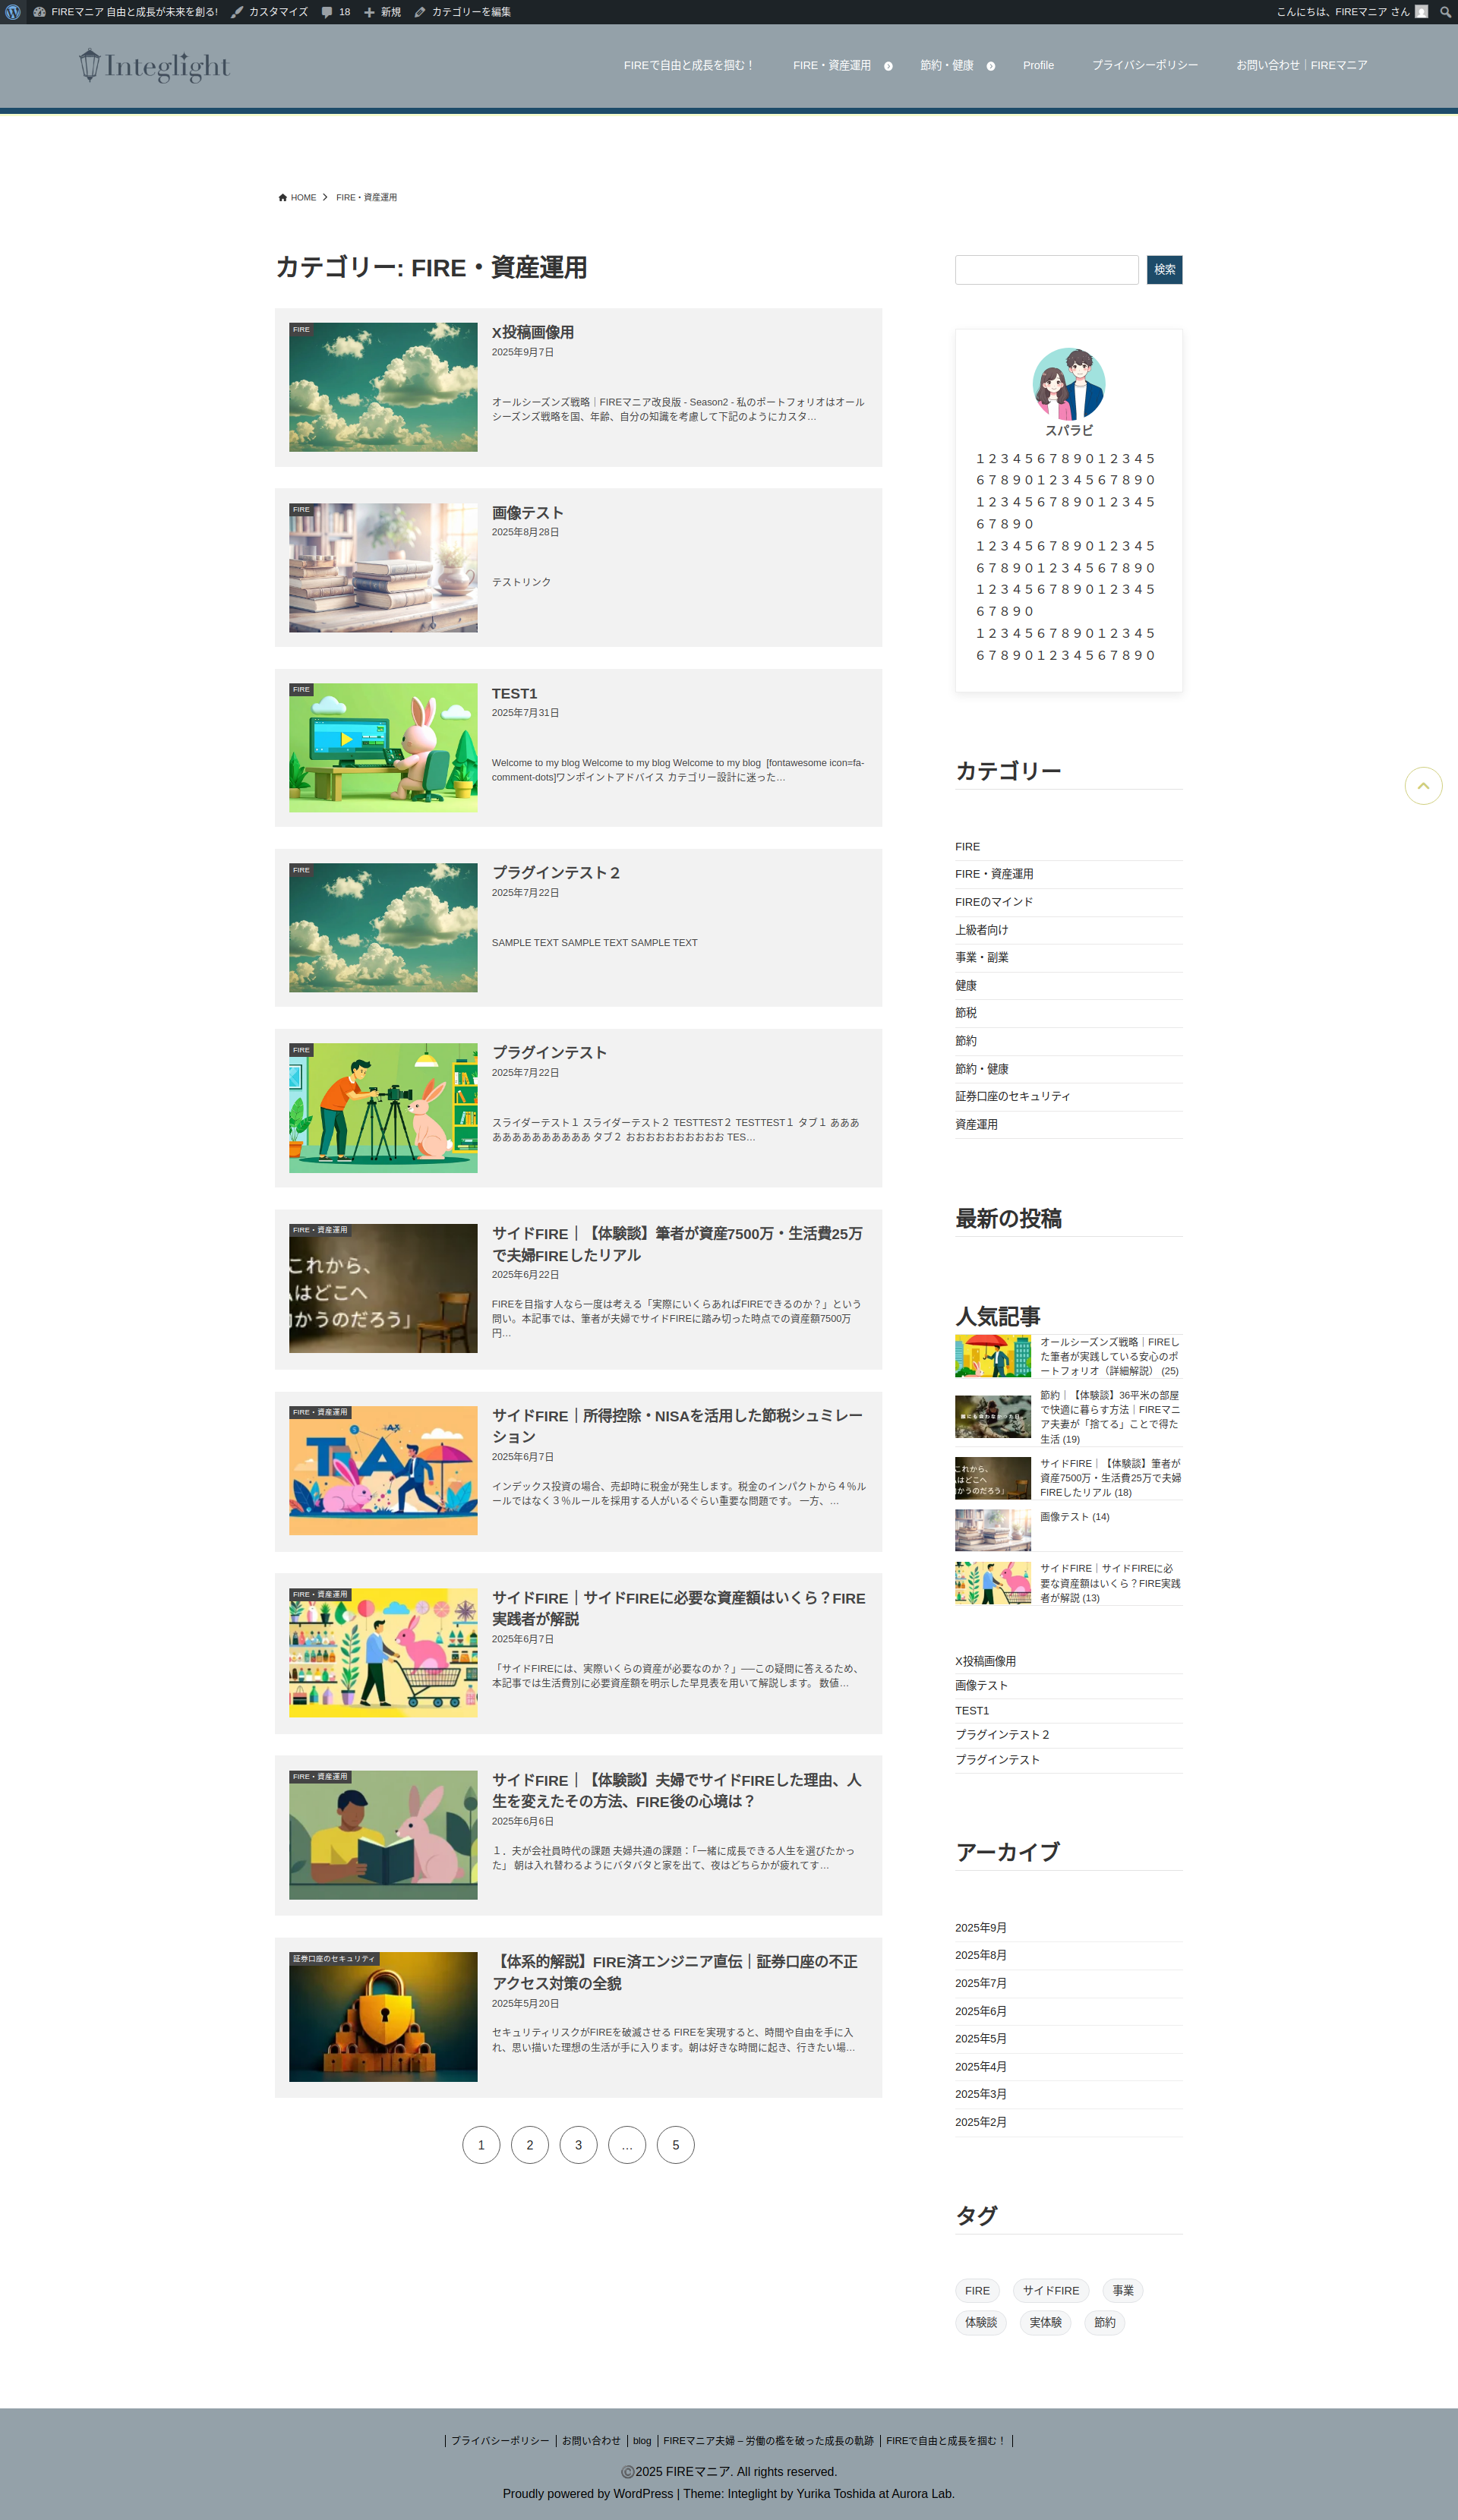 FIREマニア 自由と成長が未来を創る!
カスタマイズ
18
新規
カテゴリーを編集
こんにちは、FIREマニア さん
Integlight
FIREで自由と成長を掴む！
FIRE・資産運用
節約・健康
Profile
プライバシーポリシー
お問い合わせ｜FIREマニア
HOME
FIRE・資産運用
カテゴリー: FIRE・資産運用
FIRE
X投稿画像用
2025年9月7日
オールシーズンズ戦略｜FIREマニア改良版 - Season2 - 私のポートフォリオはオール
シーズンズ戦略を国、年齢、自分の知識を考慮して下記のようにカスタ…
FIRE
画像テスト
2025年8月28日
テストリンク
FIRE
TEST1
2025年7月31日
Welcome to my blog Welcome to my blog Welcome to my blog [fontawesome icon=fa-
comment-dots]ワンポイントアドバイス カテゴリー設計に迷った…
FIRE
プラグインテスト２
2025年7月22日
SAMPLE TEXT SAMPLE TEXT SAMPLE TEXT
FIRE
プラグインテスト
2025年7月22日
スライダーテスト１ スライダーテスト２ TESTTEST２ TESTTEST１ タブ１ あああ
ああああああああああ タブ２ おおおおおおおおおお TES…
FIRE・資産運用
これから、
はどこへ
向かうのだろう」
サイドFIRE｜【体験談】筆者が資産7500万・生活費25万
で夫婦FIREしたリアル
2025年6月22日
FIREを目指す人なら一度は考える「実際にいくらあればFIREできるのか？」という
問い。本記事では、筆者が夫婦でサイドFIREに踏み切った時点での資産額7500万
円…
FIRE・資産運用
サイドFIRE｜所得控除・NISAを活用した節税シュミレー
ション
2025年6月7日
インデックス投資の場合、売却時に税金が発生します。税金のインパクトから４％ル
ールではなく３％ルールを採用する人がいるぐらい重要な問題です。 一方、…
FIRE・資産運用
サイドFIRE｜サイドFIREに必要な資産額はいくら？FIRE
実践者が解説
2025年6月7日
「サイドFIREには、実際いくらの資産が必要なのか？」──この疑問に答えるため、
本記事では生活費別に必要資産額を明示した早見表を用いて解説します。 数値…
FIRE・資産運用
サイドFIRE｜【体験談】夫婦でサイドFIREした理由、人
生を変えたその方法、FIRE後の心境は？
2025年6月6日
１．夫が会社員時代の課題 夫婦共通の課題：「一緒に成長できる人生を選びたかっ
た」 朝は入れ替わるようにバタバタと家を出て、夜はどちらかが疲れてす…
証券口座のセキュリティ
【体系的解説】FIRE済エンジニア直伝｜証券口座の不正
アクセス対策の全貌
2025年5月20日
セキュリティリスクがFIREを破滅させる FIREを実現すると、時間や自由を手に入
れ、思い描いた理想の生活が手に入ります。朝は好きな時間に起き、行きたい場…
1
2
3
…
5
検索
スパラビ
１２３４５６７８９０１２３４５
６７８９０１２３４５６７８９０
１２３４５６７８９０１２３４５
６７８９０
１２３４５６７８９０１２３４５
６７８９０１２３４５６７８９０
１２３４５６７８９０１２３４５
６７８９０
１２３４５６７８９０１２３４５
６７８９０１２３４５６７８９０
カテゴリー
FIRE
FIRE・資産運用
FIREのマインド
上級者向け
事業・副業
健康
節税
節約
節約・健康
証券口座のセキュリティ
資産運用
最新の投稿
人気記事
オールシーズンズ戦略｜FIREし
た筆者が実践している安心のポ
ートフォリオ（詳細解説） (25)
節約｜【体験談】36平米の部屋
で快適に暮らす方法｜FIREマニ
ア夫妻が「捨てる」ことで得た
生活 (19)
これから、
はどこへ
向かうのだろう」
サイドFIRE｜【体験談】筆者が
資産7500万・生活費25万で夫婦
FIREしたリアル (18)
画像テスト (14)
サイドFIRE｜サイドFIREに必
要な資産額はいくら？FIRE実践
者が解説 (13)
X投稿画像用
画像テスト
TEST1
プラグインテスト２
プラグインテスト
アーカイブ
2025年9月
2025年8月
2025年7月
2025年6月
2025年5月
2025年4月
2025年3月
2025年2月
タグ
FIRE
サイドFIRE
事業
体験談
実体験
節約
プライバシーポリシー
お問い合わせ
blog
FIREマニア夫婦 – 労働の檻を破った成長の軌跡
FIREで自由と成長を掴む！
©2025 FIREマニア. All rights reserved.
Proudly powered by WordPress | Theme: Integlight by Yurika Toshida at Aurora Lab.